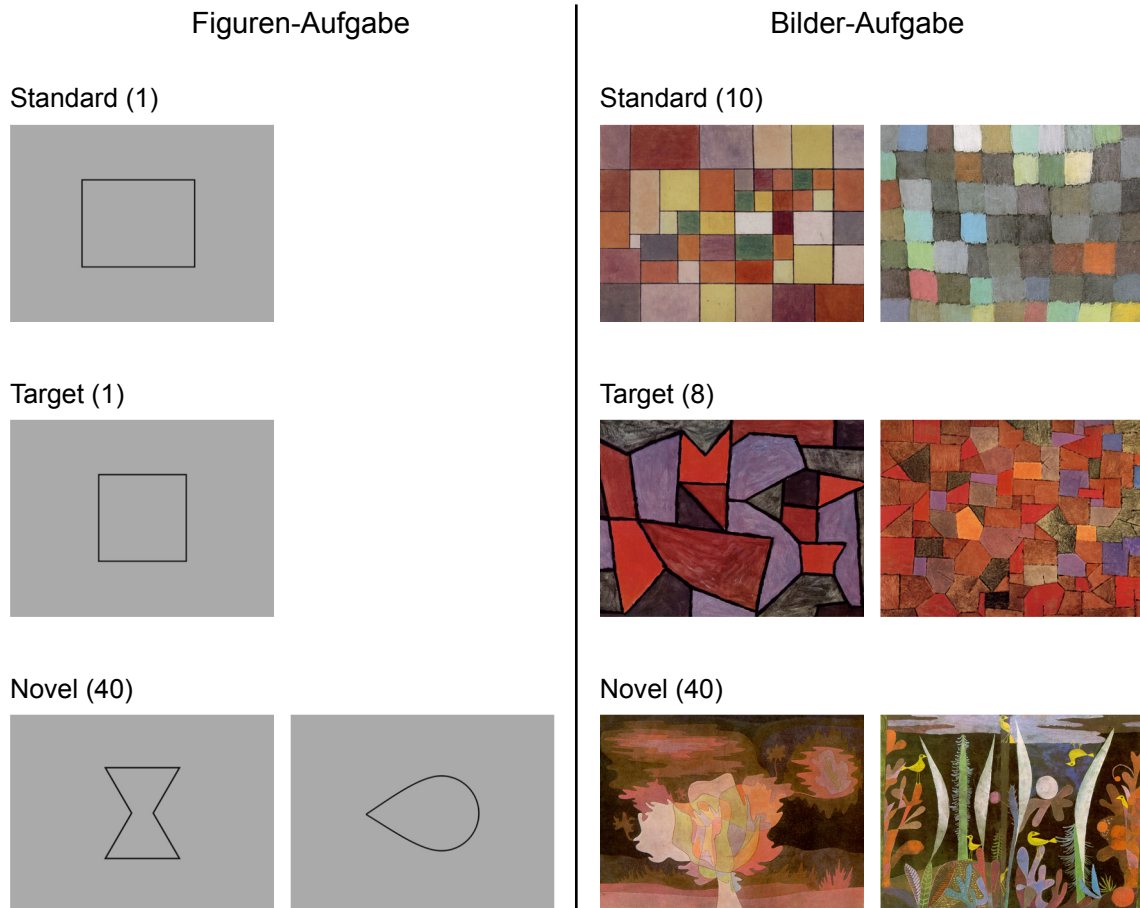 Figuren-Aufgabe
Standard (1)
Target (1)
Novel (40)
Bilder-Aufgabe
Standard (10)
Target (8)
Novel (40)